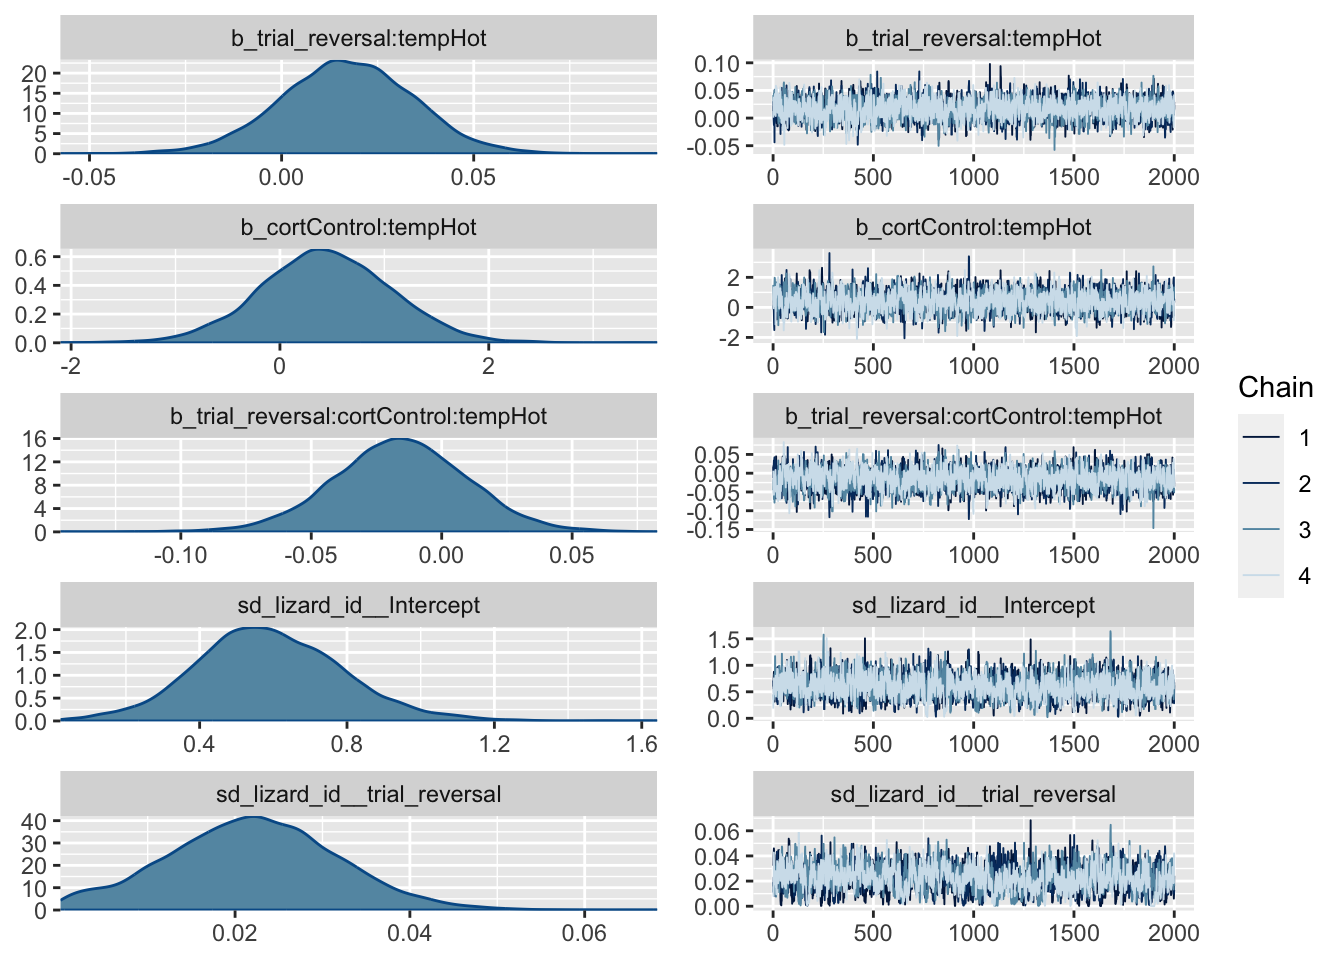 b_trial_reversal:tempHot
20
15
10
5
0
-0.05 0.00 0.05
b_trial_reversal:tempHot
0.10
0.05
0.00
-0.05
0 500 1000 1500 2000
b_cortControl:tempHot
0.6
0.4
0.2
0.0
-2 0 2
b_cortControl:tempHot
2
0
-2
0 500 1000 1500 2000
b_trial_reversal:cortControl:tempHot
16
12
8
4
0
-0.10 -0.05 0.00 0.05
b_trial_reversal:cortControl:tempHot
0.05
0.00
-0.05
-0.10
-0.15
0 500 1000 1500 2000
sd_lizard_id__Intercept
2.0
1.5
1.0
0.5
0.0
0.4 0.8 1.2 1.6
sd_lizard_id__Intercept
1.5
1.0
0.5
0.0
0 500 1000 1500 2000
sd_lizard_id__trial_reversal
40
30
20
10
0
0.02 0.04 0.06
sd_lizard_id__trial_reversal
0.06
0.04
0.02
0.00
0 500 1000 1500 2000
Chain
1
2
3
4